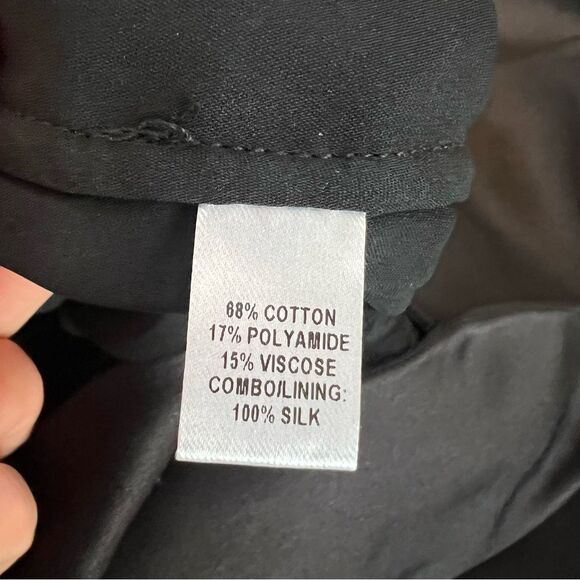 68% COTTON
17% POLYAMIDE
15% VISCOSE
COMBO/LINING:
100% SILK